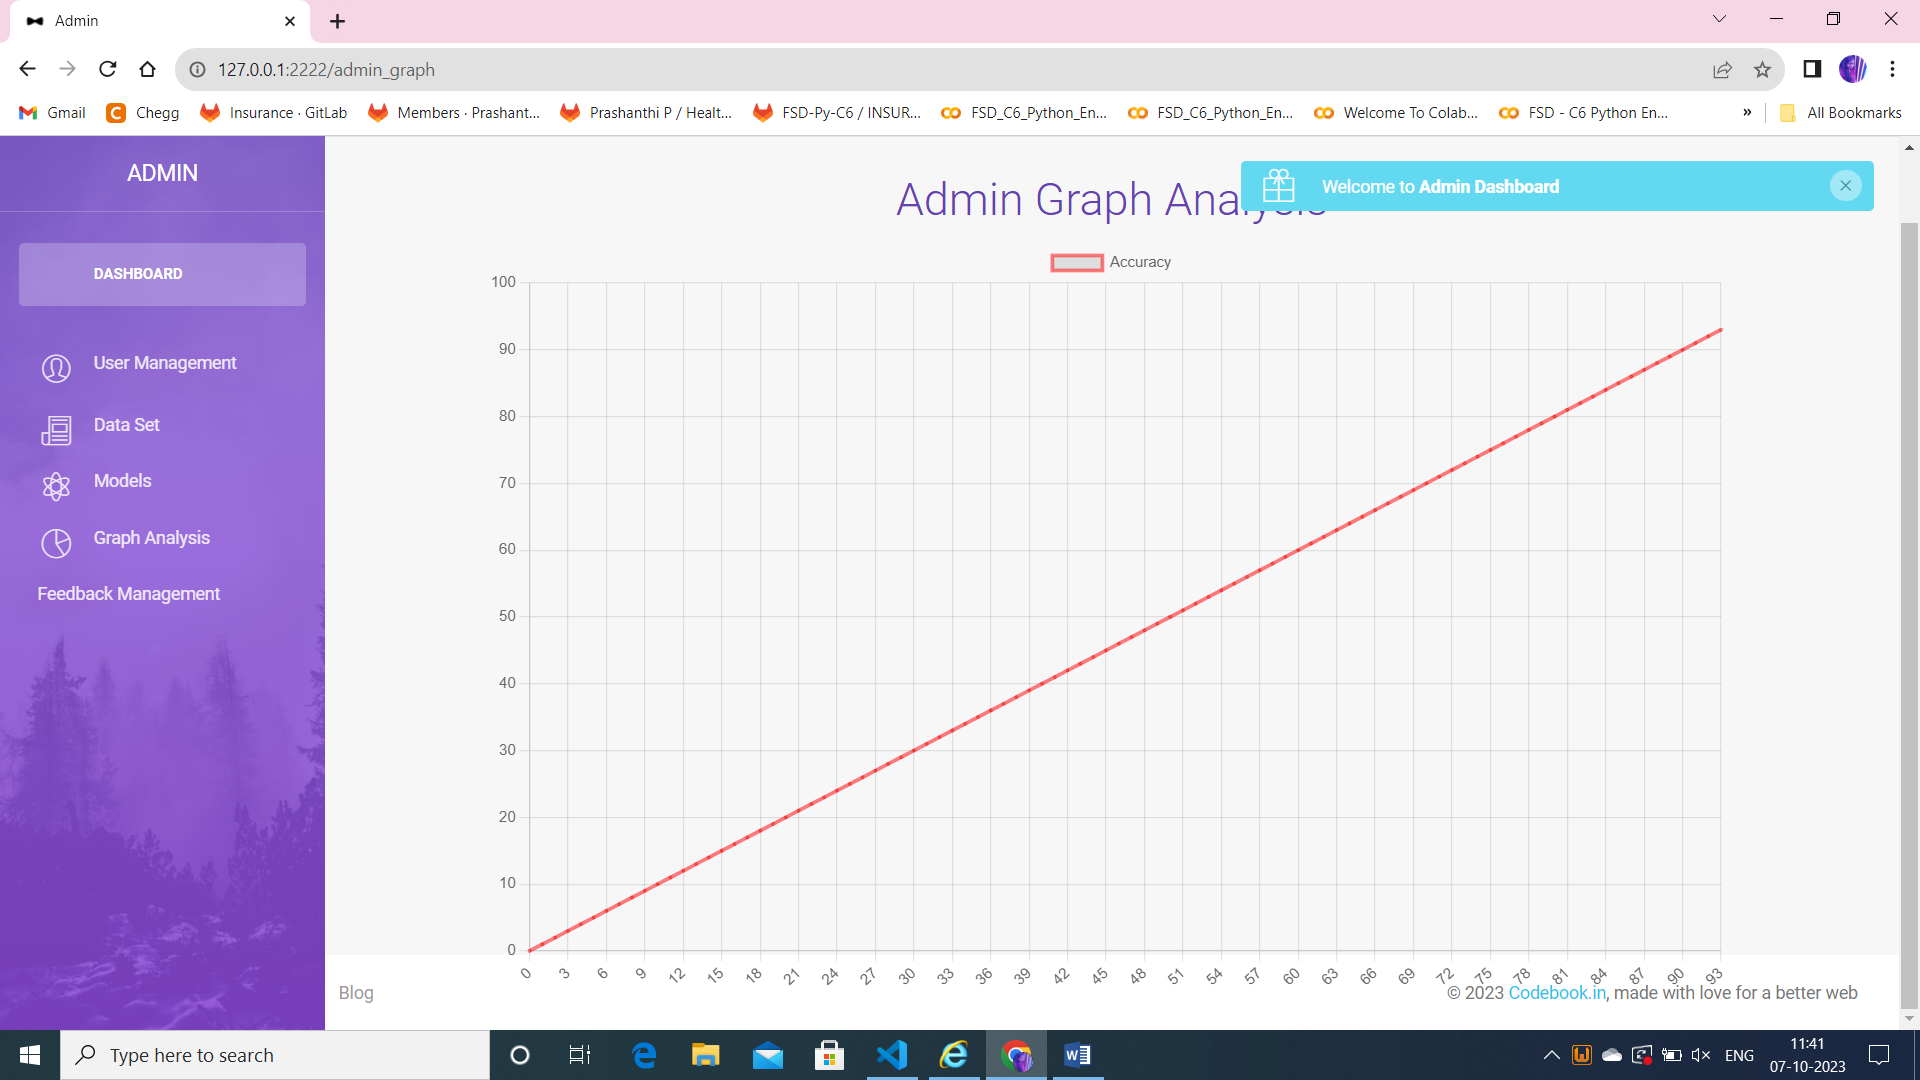 Admin
127.0.0.1:2222/admin_graph
Gmail
Chegg
Insurance · GitLab
Members · Prashant...
Prashanthi P / Healt...
FSD-Py-C6 / INSUR...
FSD_C6_Python_En...
FSD_C6_Python_En...
Welcome To Colab...
FSD - C6 Python En...
»
All Bookmarks
ADMIN
DASHBOARD
User Management
Data Set
Models
Graph Analysis
Feedback Management
Welcome to Admin Dashboard
Admin Graph Analysis
Accuracy
100
90
80
70
60
50
40
30
20
10
0
0 3 6 9 12 15 18 21 24 27 30 33 36 39 42 45 48 51 54 57 60 63 66 69 72 75 78 81 84 87 90 93
Blog
© 2023 Codebook.in, made with love for a better web
Type here to search
ENG
11:41
07-10-2023